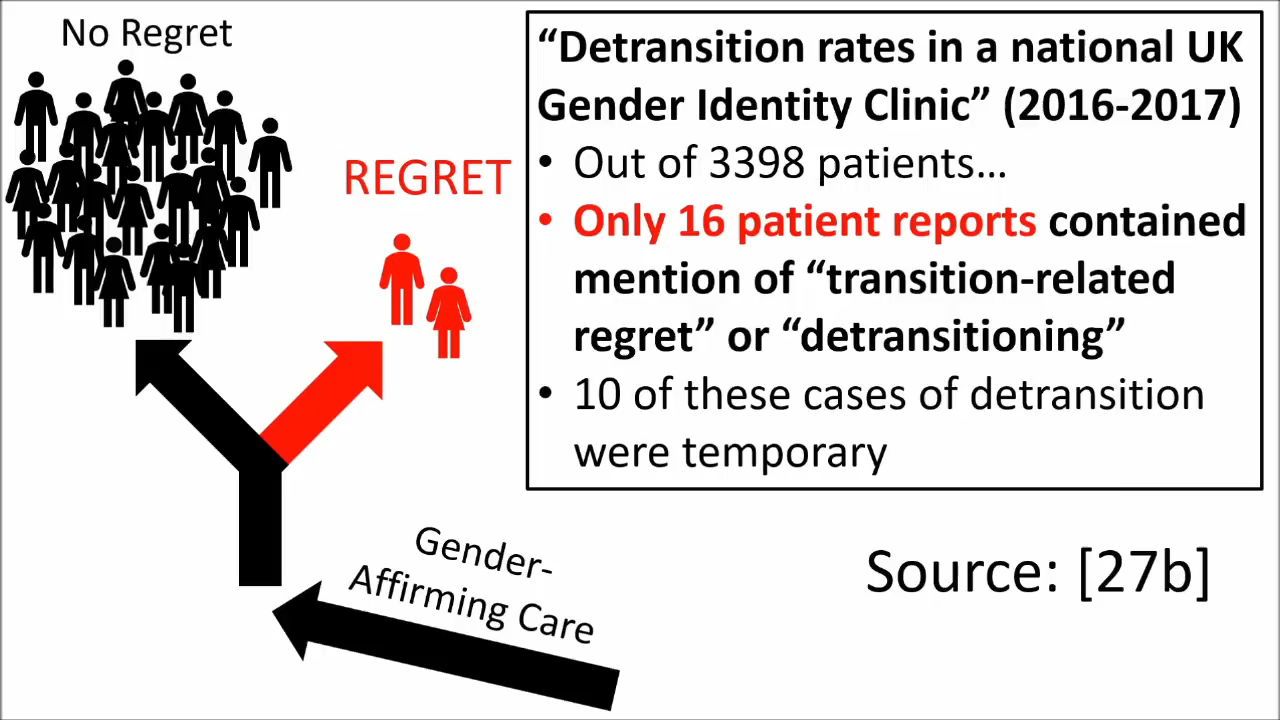 No Regret
REGRET
“Detransition rates in a national UK
Gender Identity Clinic” (2016-2017)
• Out of 3398 patients…
• Only 16 patient reports contained
mention of “transition-related
regret” or “detransitioning”
• 10 of these cases of detransition
were temporary
Gender-
Affirming Care
Source: [27b]